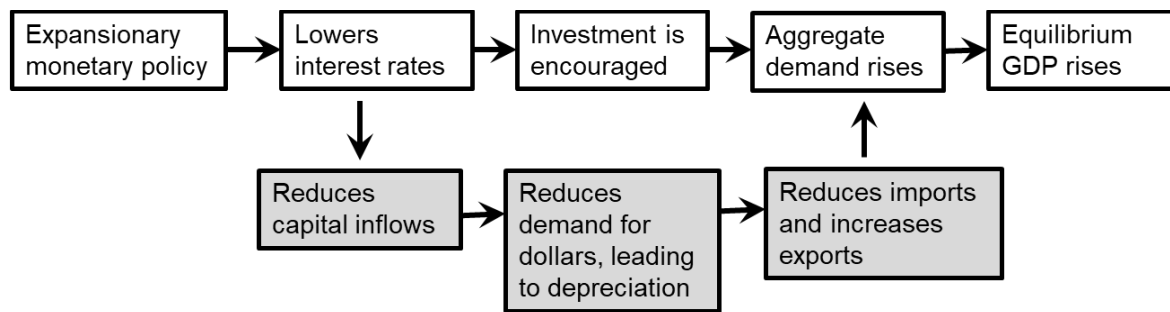 Expansionary
monetary policy
Lowers
interest rates
Investment is
encouraged
Aggregate
demand rises
Equilibrium
GDP rises
Reduces
capital inflows
Reduces
demand for
dollars, leading
to depreciation
Reduces imports
and increases
exports